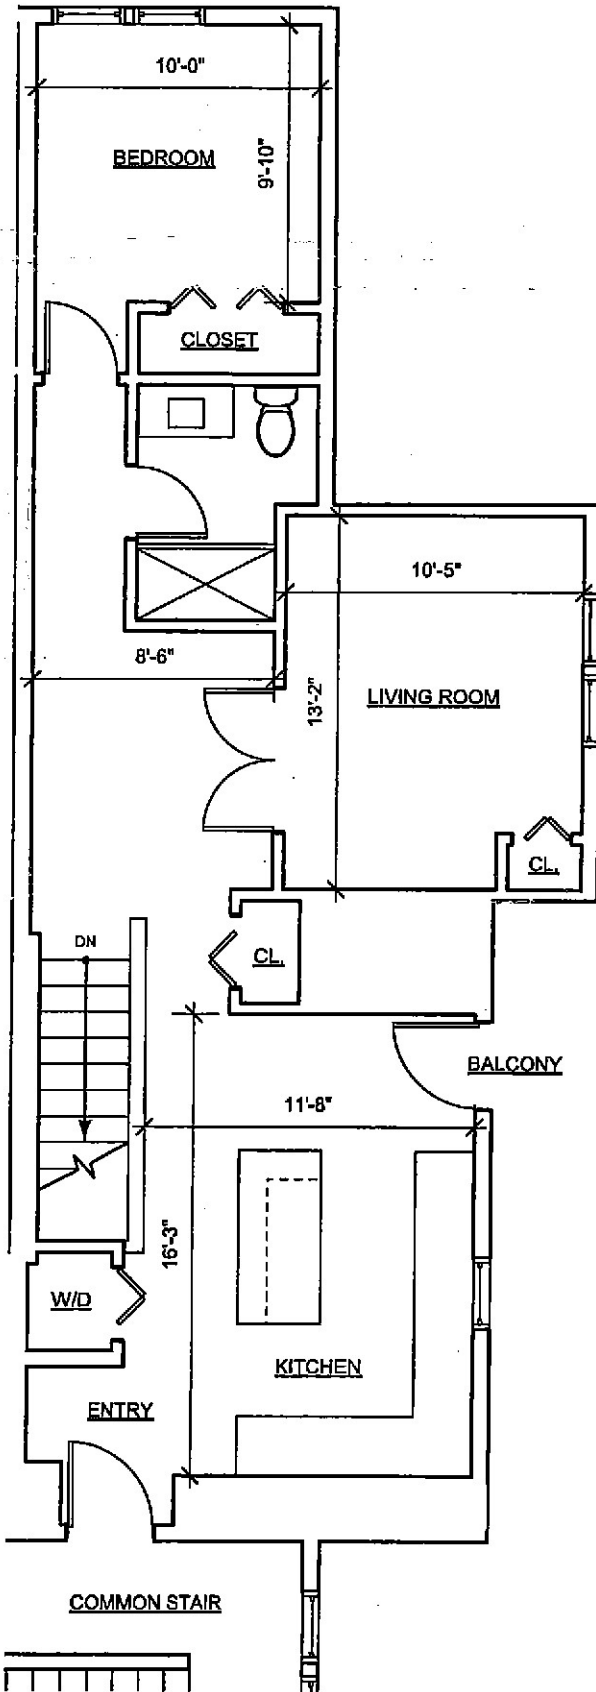 10'-0"
BEDROOM
9'-10"
CLOSET
10'-5"
8'-6"
13'-2"
LIVING ROOM
CL.
DN
CL.
BALCONY
11'-8"
16'-3"
W/D
KITCHEN
ENTRY
COMMON STAIR